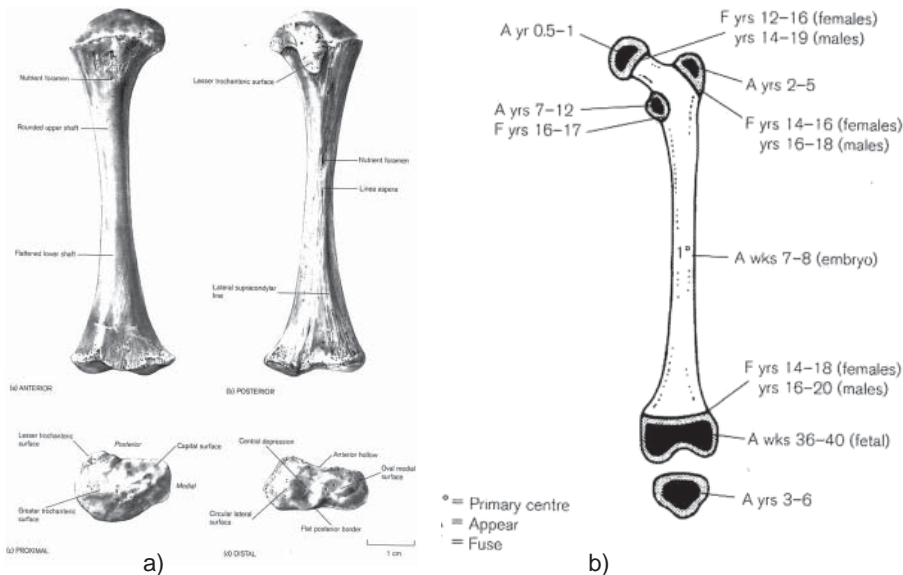 Nutrient foramen
Rounded upper shaft
Flattened lower shaft
(a) ANTERIOR
Lesser trochanteric
surface
Nutrient foramen
Linea aspera
Lateral supracondylar
line
(b) POSTERIOR
Lesser trochanteric
surface
Posterior
Capital surface
Medial
Greater trochanteric
surface
(c) PROXIMAL
Central depression
Anterior hollow
Oval medial
surface
Circular lateral
surface
Flat posterior border
(d) DISTAL
1 cm
a)
A yr 0.5–1
F yrs 12–16 (females)
yrs 14–19 (males)
A yrs 2–5
A yrs 7–12
F yrs 16–17
F yrs 14–16 (females)
yrs 16–18 (males)
1°
A wks 7–8 (embryo)
F yrs 14–18 (females)
yrs 16–20 (males)
A wks 36–40 (fetal)
A yrs 3–6
° = Primary centre
= Appear
= Fuse
b)